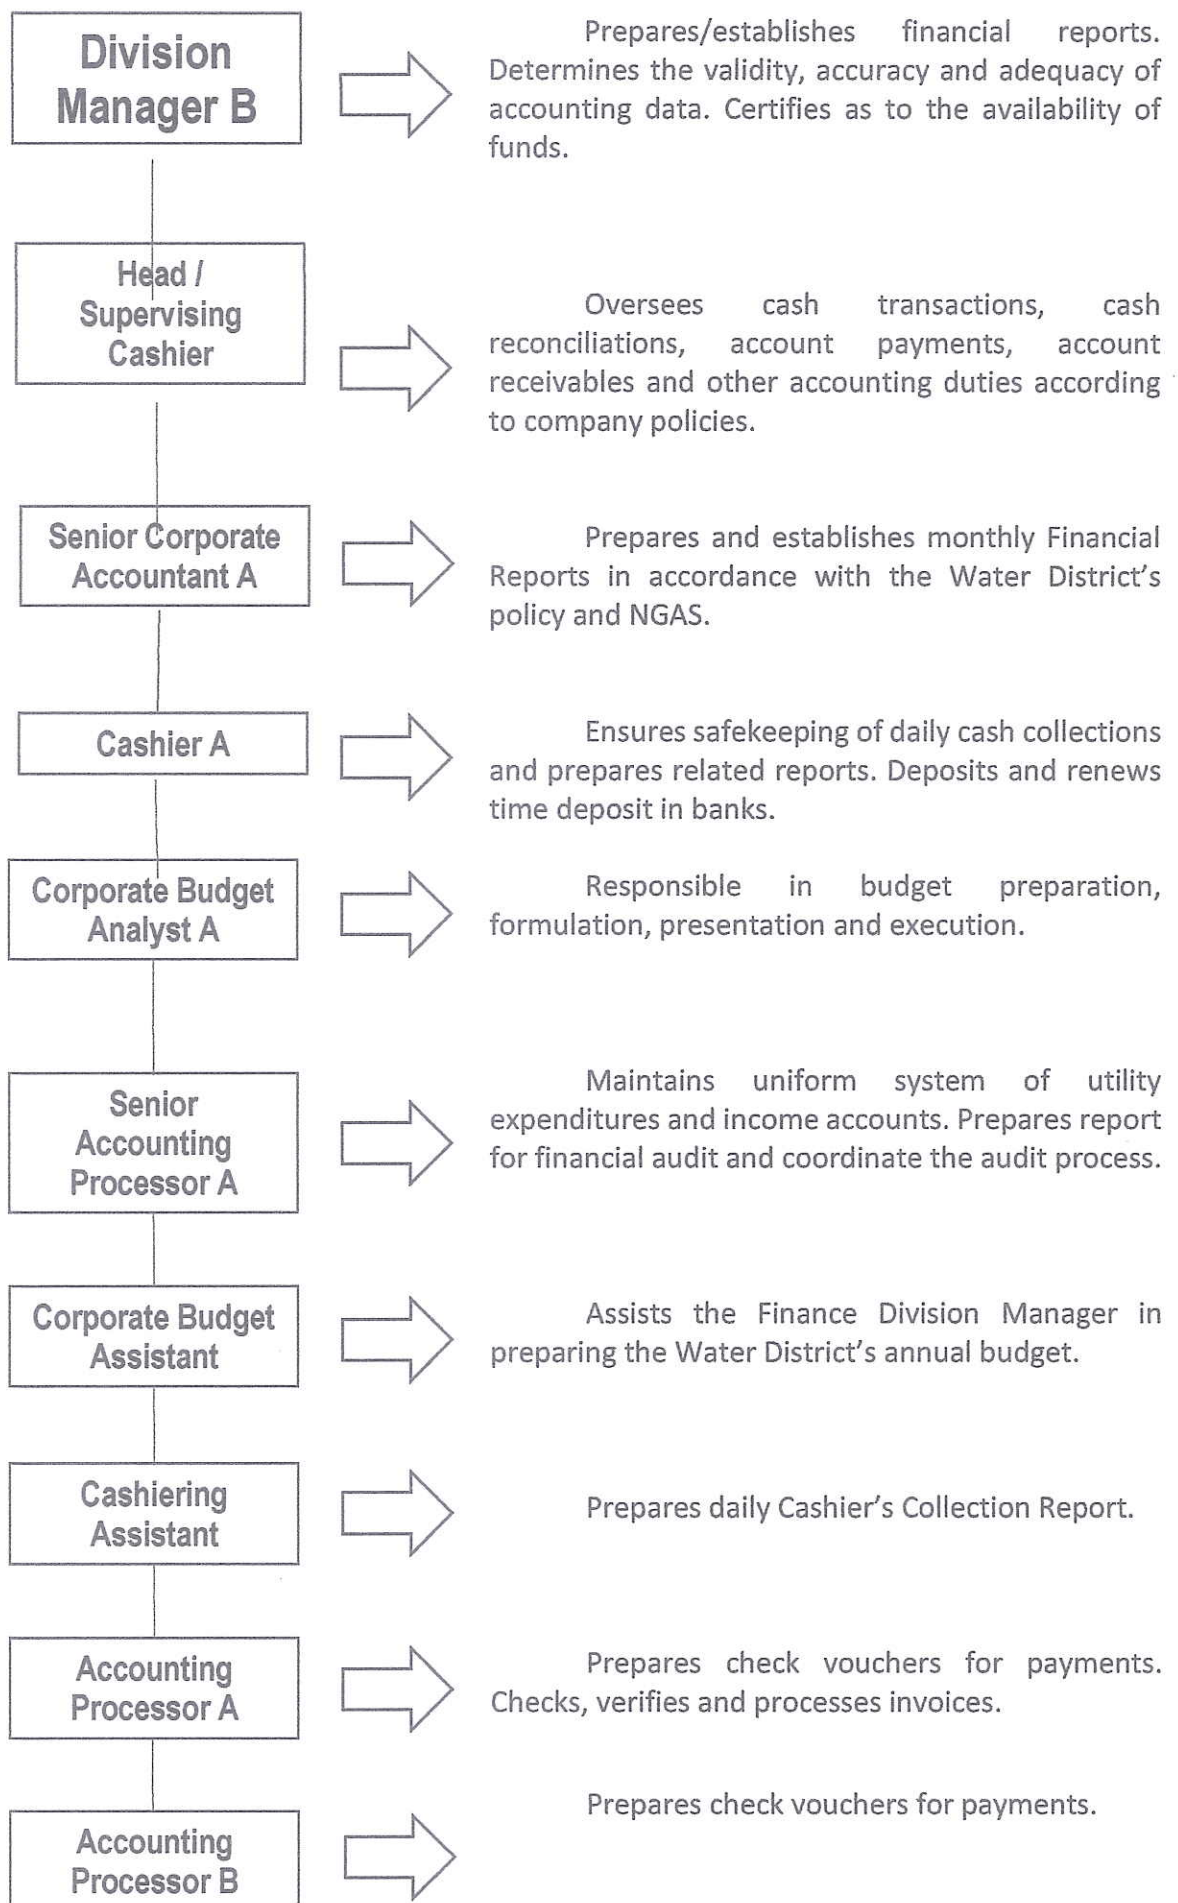 Division
Manager B
Prepares/establishes financial reports.
Determines the validity, accuracy and adequacy of
accounting data. Certifies as to the availability of
funds.
Head /
Supervising
Cashier
Oversees cash transactions, cash
reconciliations, account payments, account
receivables and other accounting duties according
to company policies.
Senior Corporate
Accountant A
Prepares and establishes monthly Financial
Reports in accordance with the Water District's
policy and NGAS.
Cashier A
Ensures safekeeping of daily cash collections
and prepares related reports. Deposits and renews
time deposit in banks.
Corporate Budget
Analyst A
Responsible in budget preparation,
formulation, presentation and execution.
Senior
Accounting
Processor A
Maintains uniform system of utility
expenditures and income accounts. Prepares report
for financial audit and coordinate the audit process.
Corporate Budget
Assistant
Assists the Finance Division Manager in
preparing the Water District's annual budget.
Cashiering
Assistant
Prepares daily Cashier's Collection Report.
Accounting
Processor A
Prepares check vouchers for payments.
Checks, verifies and processes invoices.
Accounting
Processor B
Prepares check vouchers for payments.